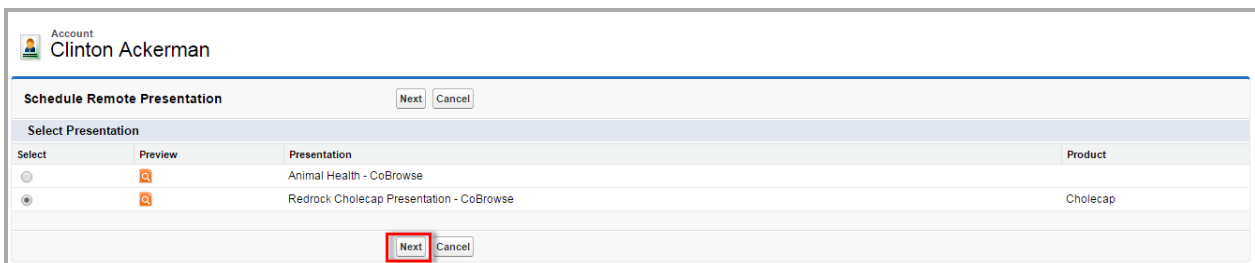 Account
Clinton Ackerman
Schedule Remote Presentation Next Cancel
Select Presentation
Select Preview Presentation Product
Animal Health - CoBrowse
Redrock Cholecap Presentation - CoBrowse Cholecap
Next Cancel